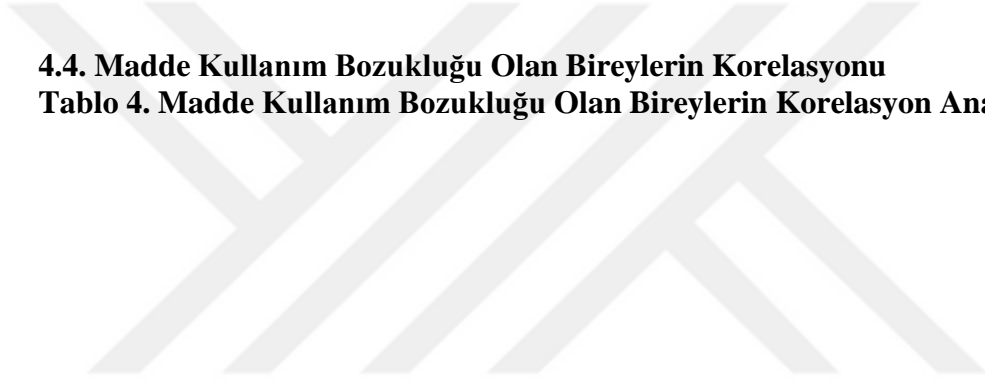 4.4. Madde Kullanım Bozukluğu Olan Bireylerin Korelasyonu
Tablo 4. Madde Kullanım Bozukluğu Olan Bireylerin Korelasyon